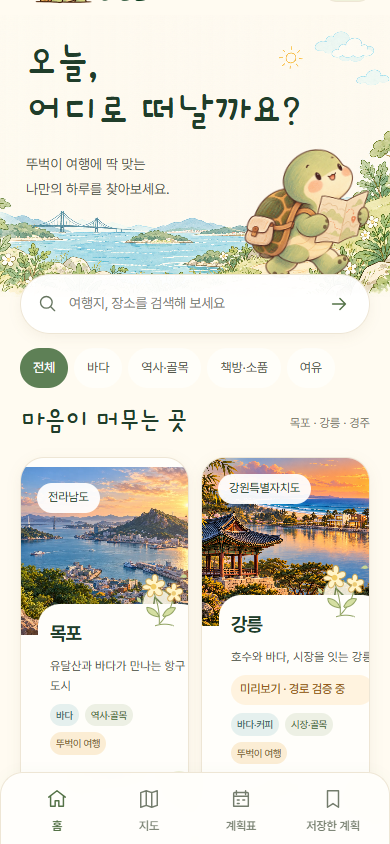 오늘,
어디로 떠날까요?
뚜벅이 여행에 딱 맞는
나만의 하루를 찾아보세요.
여행지, 장소를 검색해 보세요
전체
바다
역사·골목
책방·소품
여유
마음이 머무는 곳
목포 · 강릉 · 경주
전라남도
목포
유달산과 바다가 만나는 항구
도시
바다
역사·골목
뚜벅이 여행
강원특별자치도
강릉
호수와 바다, 시장을 잇는 강릉
미리보기 · 경로 검증 중
바다·커피
시장·골목
뚜벅이 여행
홈
지도
계획표
저장한 계획